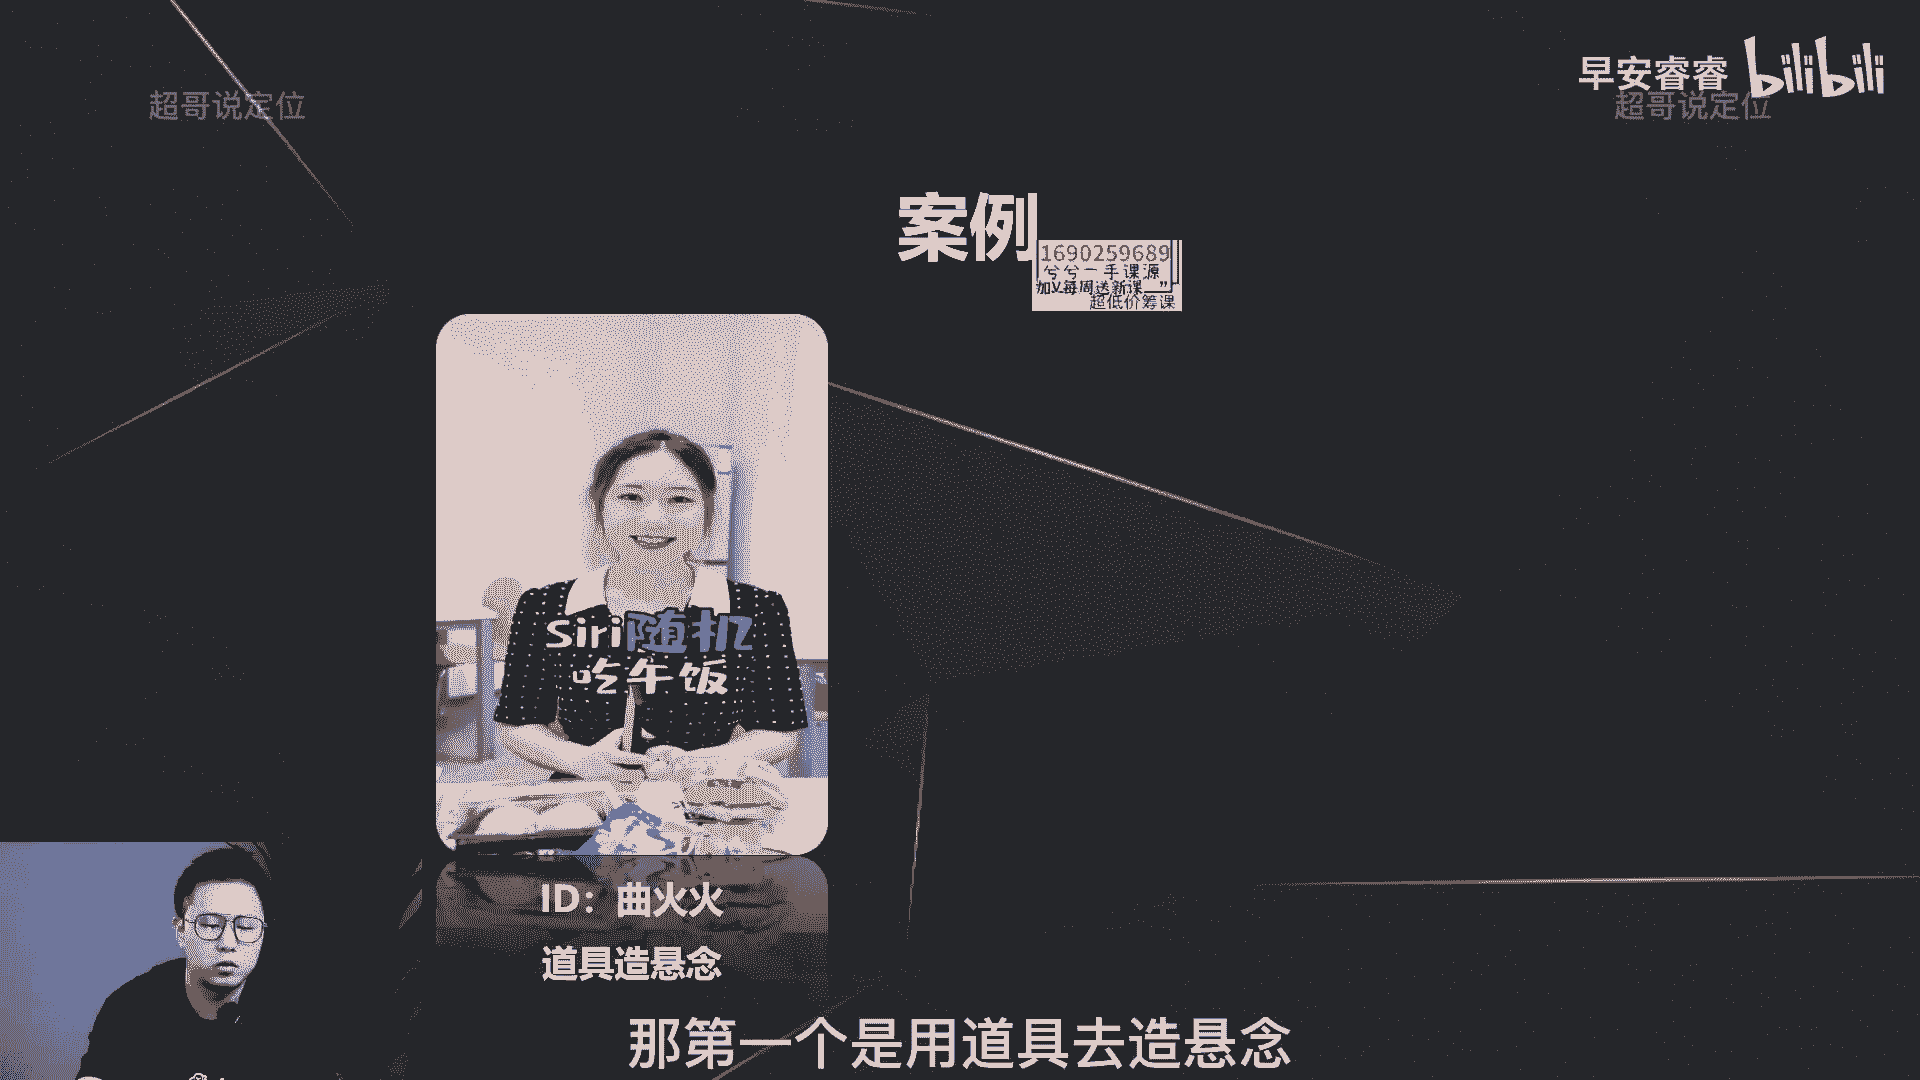 早安睿睿 bilibili
超哥说定位
超哥说定位
案例
1690259689
兮兮一手课源
加V每周送新课
超低价筹课
Siri随机
吃午饭
ID：曲火火
道具造悬念
那第一个是用道具去造悬念